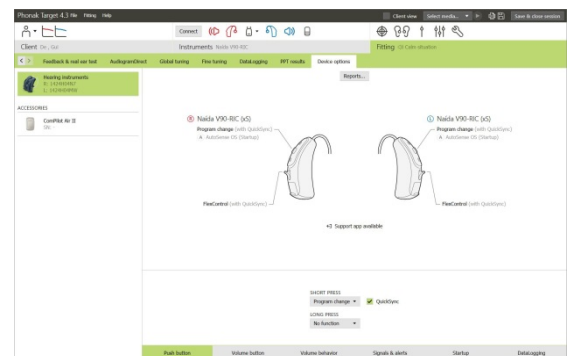 Phonak Target 4.3 File Fitting Help
Client view Select media... Save & close session
Connect
Client
Instruments Naida V90-RIC
Fitting Q1 Calm situation
Feedback & real ear test AudiogramDirect Global tuning Fine tuning DataLogging RPT results Device options
Reports...
Hearing instruments
ACCESSORIES
ComPilot Air II
SN:
R Naida V90-RIC (xS)
Program change (with QuickSync)
A AutoSense OS (Startup)
FlexControl (with QuickSync)
L Naida V90-RIC (xS)
Program change (with QuickSync)
A AutoSense OS (Startup)
FlexControl (with QuickSync)
Support app available
SHORT PRESS
Program change
QuickSync
LONG PRESS
No function
Push button Volume button Volume behavior Signals & alerts Startup DataLogging